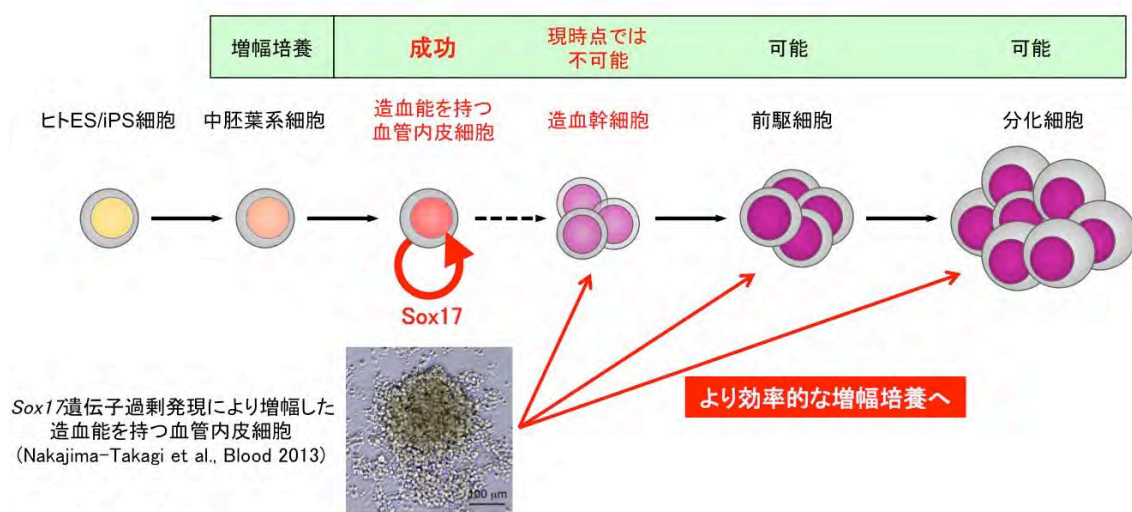 増幅培養
成功
現時点では
不可能
可能
可能
ヒトES/iPS細胞
中胚葉系細胞
造血能を持つ
血管内皮細胞
造血幹細胞
前駆細胞
分化細胞
Sox17
Sox17遺伝子過剰発現により増幅した
造血能を持つ血管内皮細胞
(Nakajima-Takagi et al., Blood 2013)
100 μm
より効率的な増幅培養へ